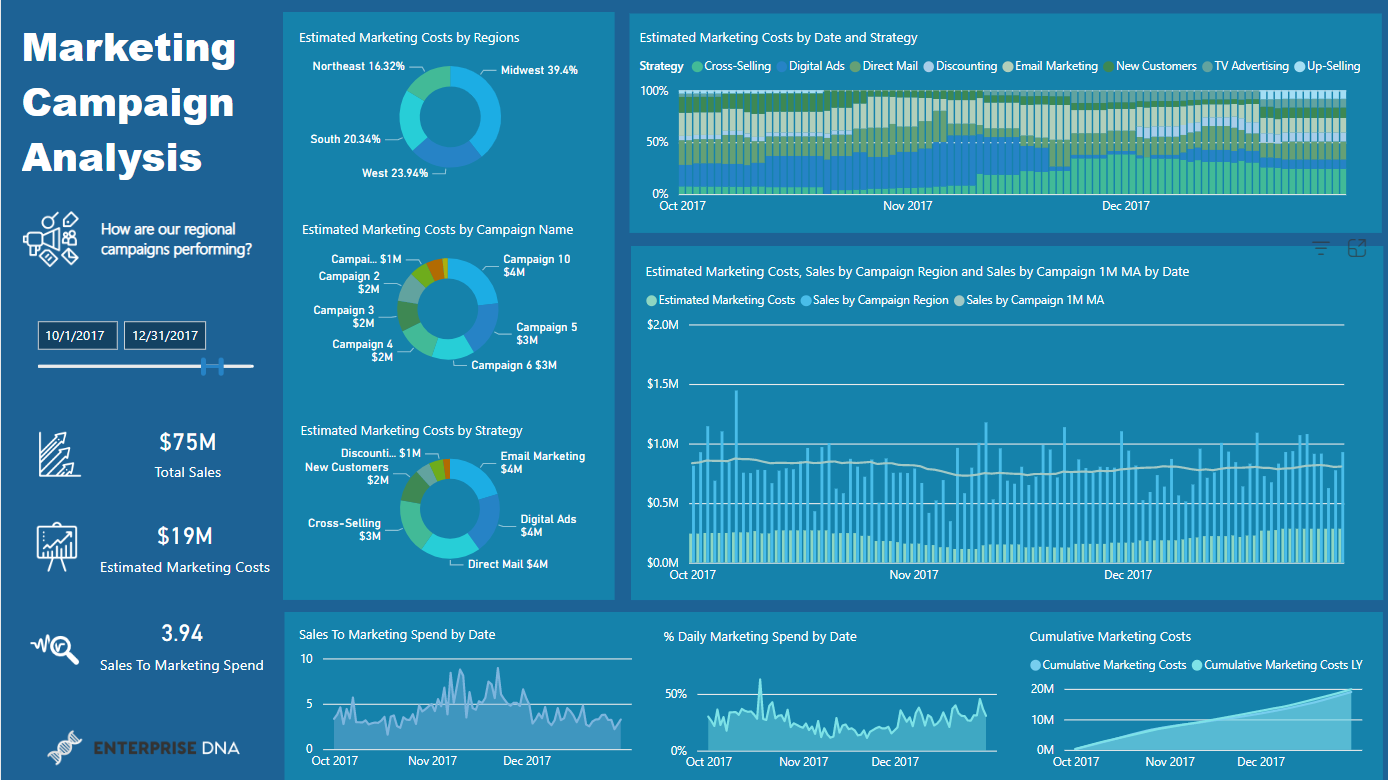 Marketing
Campaign
Analysis
How are our regional
campaigns performing?
10/1/2017
12/31/2017
$75M
Total Sales
$19M
Estimated Marketing Costs
3.94
Sales To Marketing Spend
ENTERPRISE DNA
Estimated Marketing Costs by Regions
Northeast 16.32%
Midwest 39.4%
South 20.34%
West 23.94%
Estimated Marketing Costs by Campaign Name
Campai... $1M
Campaign 10
$4M
Campaign 2
$2M
Campaign 3
$2M
Campaign 5
$3M
Campaign 4
$2M
Campaign 6 $3M
Estimated Marketing Costs by Strategy
Discounti... $1M
Email Marketing
$4M
New Customers
$2M
Digital Ads
$4M
Cross-Selling
$3M
Direct Mail $4M
Estimated Marketing Costs by Date and Strategy
Strategy Cross-Selling Digital Ads Direct Mail Discounting Email Marketing New Customers TV Advertising Up-Selling
100%
50%
0%
Oct 2017 Nov 2017 Dec 2017
Estimated Marketing Costs, Sales by Campaign Region and Sales by Campaign 1M MA by Date
Estimated Marketing Costs Sales by Campaign Region Sales by Campaign 1M MA
$2.0M
$1.5M
$1.0M
$0.5M
$0.0M
Oct 2017 Nov 2017 Dec 2017
Sales To Marketing Spend by Date
10
5
0
Oct 2017 Nov 2017 Dec 2017
% Daily Marketing Spend by Date
50%
0%
Oct 2017 Nov 2017 Dec 2017
Cumulative Marketing Costs
Cumulative Marketing Costs Cumulative Marketing Costs LY
20M
10M
0M
Oct 2017 Nov 2017 Dec 2017